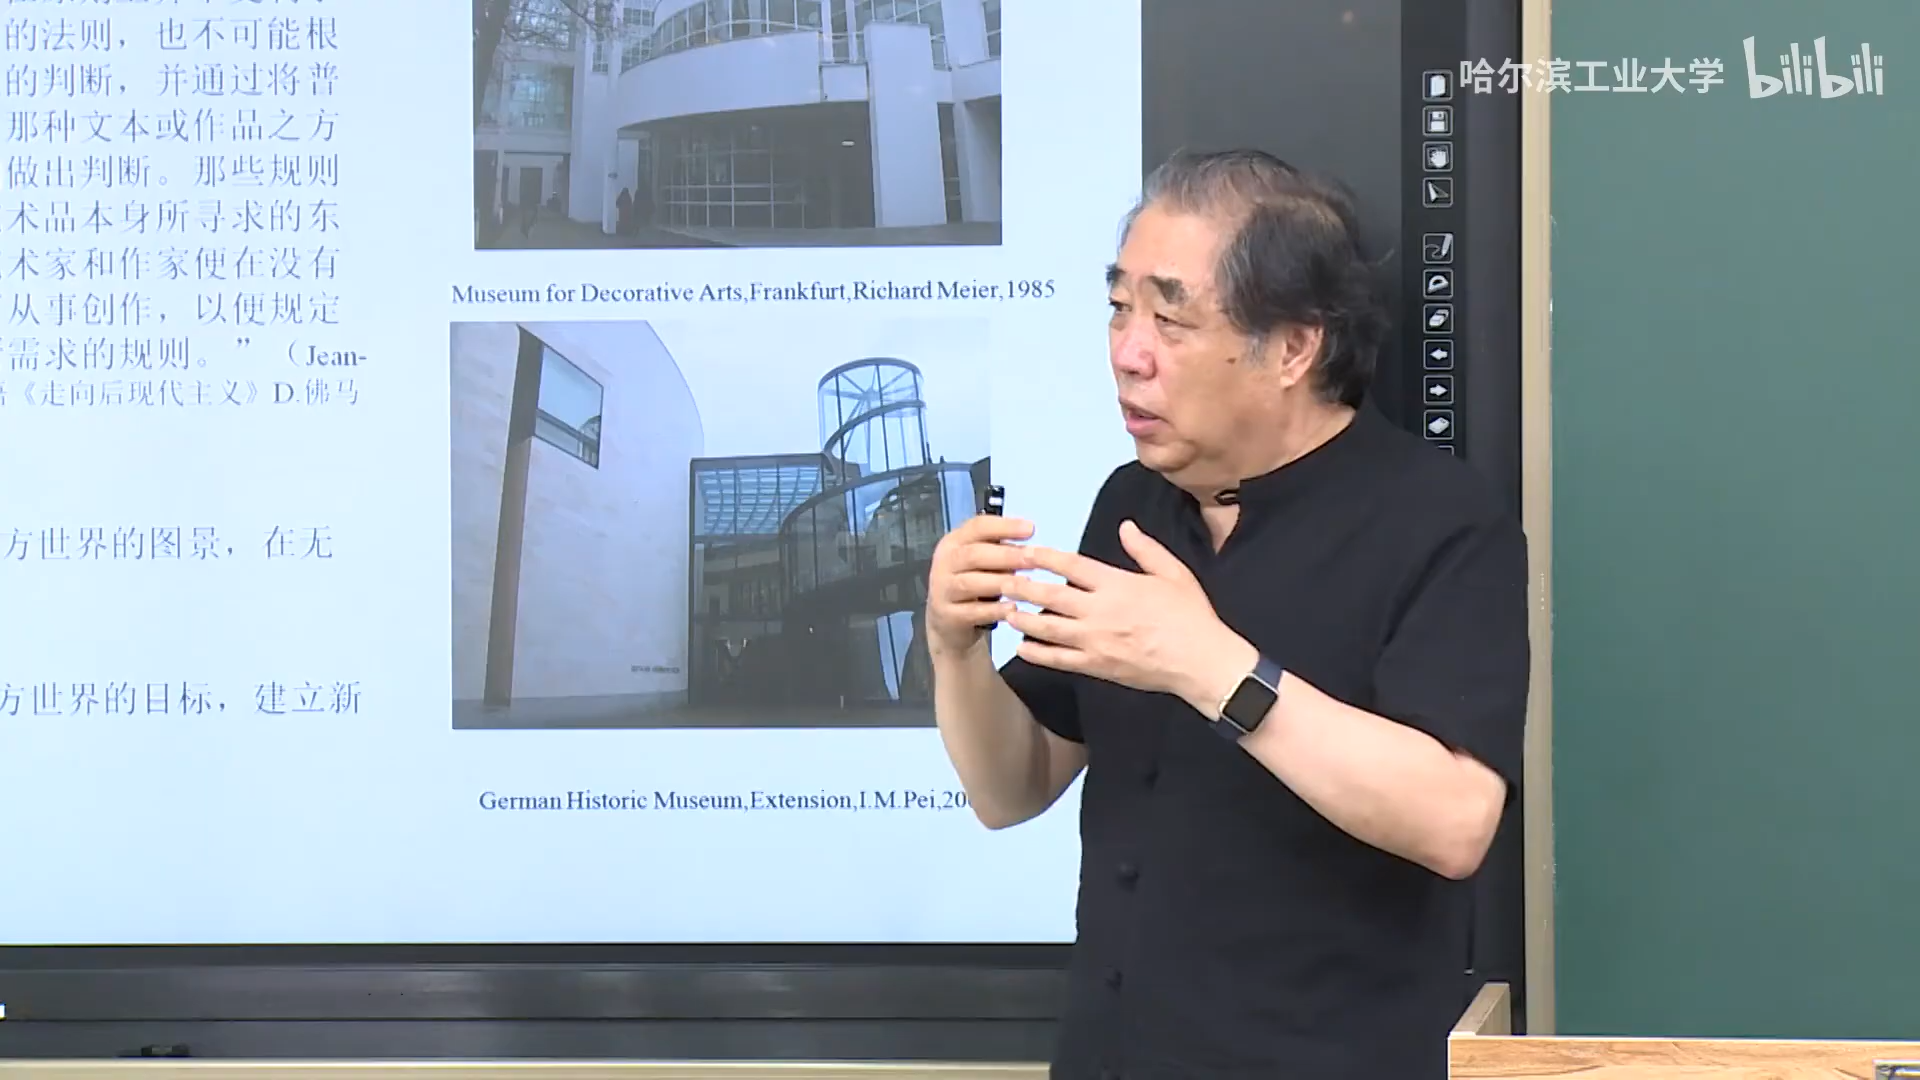 的法则，也不可能根
的判断，并通过将普
那种文本或作品之方
做出判断。那些规则
术品本身所寻求的东
术家和作家便在没有
从事创作，以便规定
需求的规则。”（Jean-
《走向后现代主义》D.佛马
方世界的图景，在无
方世界的目标，建立新
Museum for Decorative Arts,Frankfurt,Richard Meier,1985
German Historic Museum,Extension,I.M.Pei,20
哈尔滨工业大学 bilibili